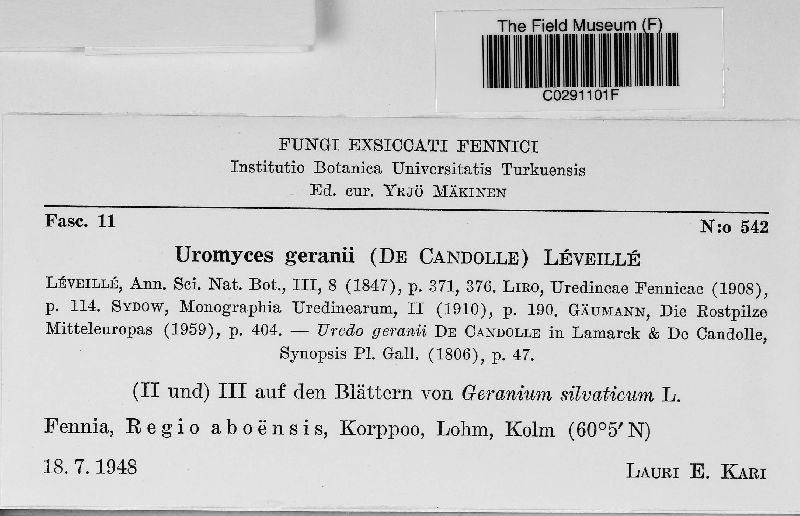 The Field Museum (F)
C0291101F
FUNGI EXSICCATI FENNICI
Institutio Botanica Universitatis Turkuensis
Ed. cur. YRJÖ MÄKINEN
Fasc. 11
N:o 542
Uromyces geranii (DE CANDOLLE) LÉVEILLÉ
LÉVEILLÉ, Ann. Sci. Nat. Bot., III, 8 (1847), p. 371, 376. LIRO, Uredineae Fennicae (1908),
p. 114. SYDOW, Monographia Uredinearum, II (1910), p. 190. GÄUMANN, Die Rostpilze
Mitteleuropas (1959), p. 404. — Uredo geranii DE CANDOLLE in Lamarck & De Candolle,
Synopsis Pl. Gall. (1806), p. 47.
(II und) III auf den Blättern von Geranium silvaticum L.
Fennia, Regio aboënsis, Korppoo, Lohm, Kolm (60°5′ N)
18. 7. 1948
LAURI E. KARI